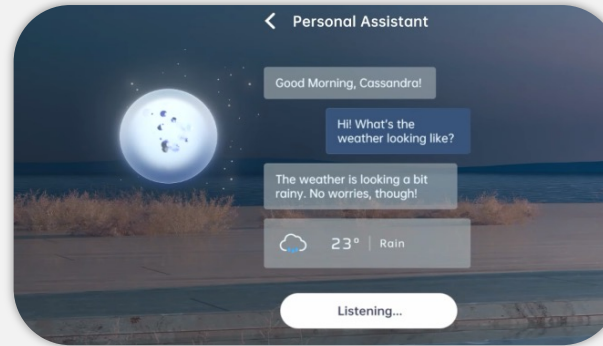 Personal Assistant
Good Morning, Cassandra!
Hi! What's the
weather looking like?
The weather is looking a bit
rainy. No worries, though!
23° | Rain
Listening...